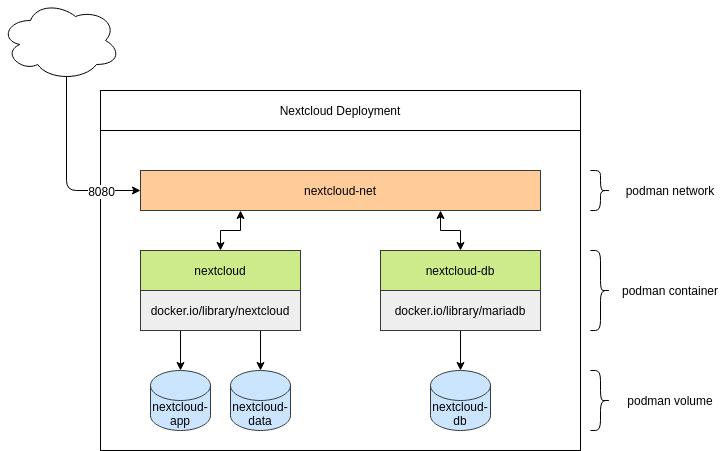 Nextcloud Deployment
8080
nextcloud-net
podman network
nextcloud
nextcloud-db
docker.io/library/nextcloud
docker.io/library/mariadb
podman container
nextcloud-
app
nextcloud-
data
nextcloud-
db
podman volume